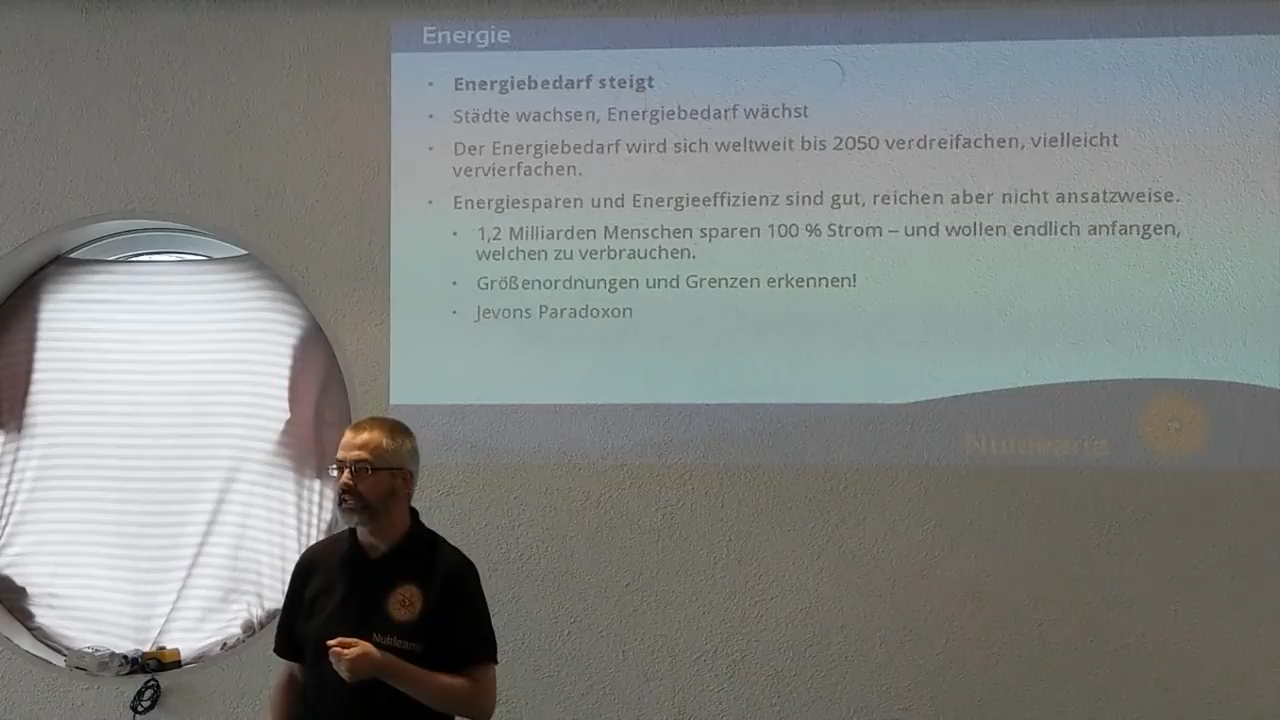 Energie
• Energiebedarf steigt
• Städte wachsen, Energiebedarf wächst
• Der Energiebedarf wird sich weltweit bis 2050 verdreifachen, vielleicht
vervierfachen.
• Energiesparen und Energieeffizienz sind gut, reichen aber nicht ansatzweise.
• 1,2 Milliarden Menschen sparen 100 % Strom – und wollen endlich anfangen,
welchen zu verbrauchen.
• Größenordnungen und Grenzen erkennen!
• Jevons Paradoxon
Nuklearia
Nuklearia